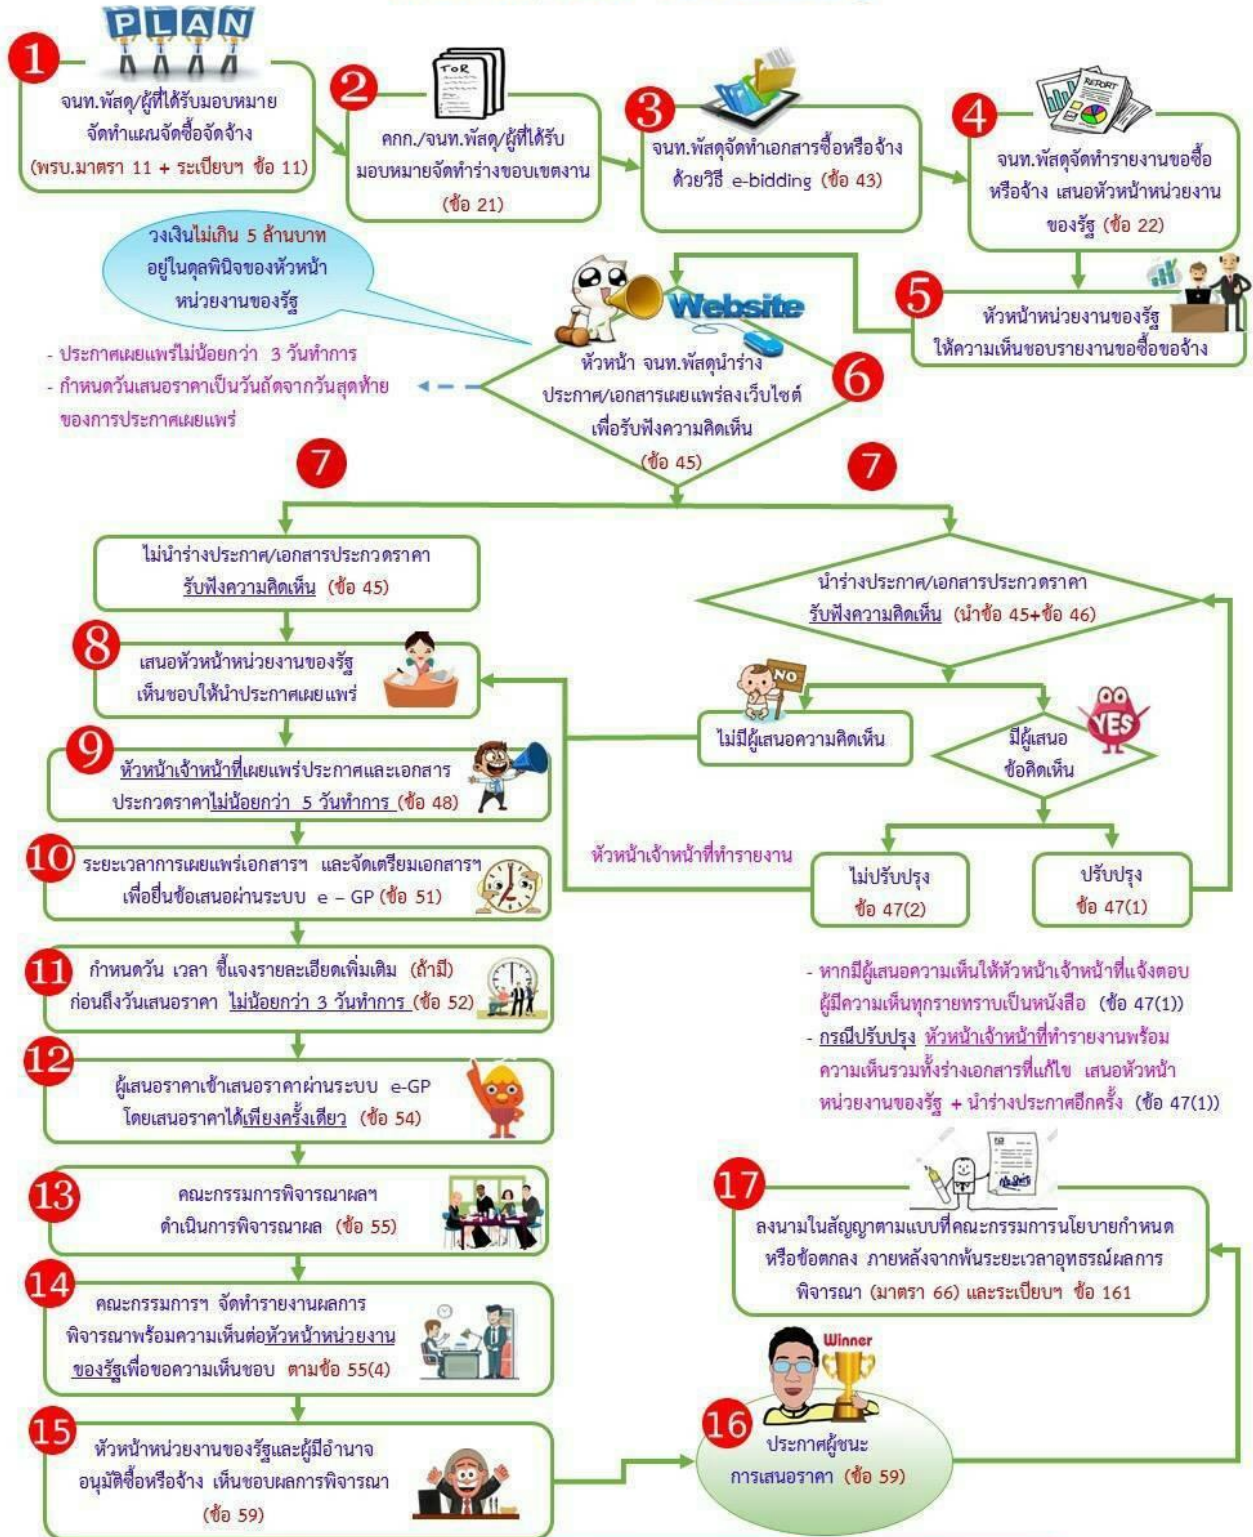 PLAN
1
จนท.พัสดุ/ผู้ที่ได้รับมอบหมาย
จัดทำแผนจัดซื้อจัดจ้าง
(พรบ.มาตรา 11 + ระเบียบฯ ข้อ 11)
2
TOR
คกก./จนท.พัสดุ/ผู้ที่ได้รับ
มอบหมายจัดทำร่างขอบเขตงาน
(ข้อ 21)
3
จนท.พัสดุจัดทำเอกสารซื้อหรือจ้าง
ด้วยวิธี e-bidding (ข้อ 43)
4
REPORT
จนท.พัสดุจัดทำรายงานขอซื้อ
หรือจ้าง เสนอหัวหน้าหน่วยงาน
ของรัฐ (ข้อ 22)
5
หัวหน้าหน่วยงานของรัฐ
ให้ความเห็นชอบรายงานขอซื้อขอจ้าง
วงเงินไม่เกิน 5 ล้านบาท
อยู่ในดุลพินิจของหัวหน้า
หน่วยงานของรัฐ
Website
6
หัวหน้า จนท.พัสดุนำร่าง
ประกาศ/เอกสารเผยแพร่ลงเว็บไซต์
เพื่อรับฟังความคิดเห็น
(ข้อ 45)
- ประกาศเผยแพร่ไม่น้อยกว่า 3 วันทำการ
- กำหนดวันเสนอราคาเป็นวันถัดจากวันสุดท้าย
ของการประกาศเผยแพร่
7
7
ไม่นำร่างประกาศ/เอกสารประกวดราคา
รับฟังความคิดเห็น (ข้อ 45)
นำร่างประกาศ/เอกสารประกวดราคา
รับฟังความคิดเห็น (นำข้อ 45+ข้อ 46)
8
เสนอหัวหน้าหน่วยงานของรัฐ
เห็นชอบให้นำประกาศเผยแพร่
NO
ไม่มีผู้เสนอความคิดเห็น
YES
มีผู้เสนอ
ข้อคิดเห็น
9
หัวหน้าเจ้าหน้าที่เผยแพร่ประกาศและเอกสาร
ประกวดราคาไม่น้อยกว่า 5 วันทำการ (ข้อ 48)
หัวหน้าเจ้าหน้าที่ทำรายงาน
ไม่ปรับปรุง
ข้อ 47(2)
ปรับปรุง
ข้อ 47(1)
10
ระยะเวลาการเผยแพร่เอกสารฯ และจัดเตรียมเอกสารฯ
เพื่อยื่นข้อเสนอผ่านระบบ e – GP (ข้อ 51)
11
กำหนดวัน เวลา ชี้แจงรายละเอียดเพิ่มเติม (ถ้ามี)
ก่อนถึงวันเสนอราคา ไม่น้อยกว่า 3 วันทำการ (ข้อ 52)
- หากมีผู้เสนอความเห็นให้หัวหน้าเจ้าหน้าที่แจ้งตอบ
ผู้มีความเห็นทุกรายทราบเป็นหนังสือ (ข้อ 47(1))
- กรณีปรับปรุง หัวหน้าเจ้าหน้าที่ทำรายงานพร้อม
ความเห็นรวมทั้งร่างเอกสารที่แก้ไข เสนอหัวหน้า
หน่วยงานของรัฐ + นำร่างประกาศอีกครั้ง (ข้อ 47(1))
12
ผู้เสนอราคาเข้าเสนอราคาผ่านระบบ e-GP
โดยเสนอราคาได้เพียงครั้งเดียว (ข้อ 54)
13
คณะกรรมการพิจารณาผลฯ
ดำเนินการพิจารณาผล (ข้อ 55)
14
คณะกรรมการฯ จัดทำรายงานผลการ
พิจารณาพร้อมความเห็นต่อหัวหน้าหน่วยงาน
ของรัฐเพื่อขอความเห็นชอบ ตามข้อ 55(4)
15
หัวหน้าหน่วยงานของรัฐและผู้มีอำนาจ
อนุมัติซื้อหรือจ้าง เห็นชอบผลการพิจารณา
(ข้อ 59)
Winner
16
ประกาศผู้ชนะ
การเสนอราคา (ข้อ 59)
17
ลงนามในสัญญาตามแบบที่คณะกรรมการนโยบายกำหนด
หรือข้อตกลง ภายหลังจากพ้นระยะเวลาอุทธรณ์ผลการ
พิจารณา (มาตรา 66) และระเบียบฯ ข้อ 161